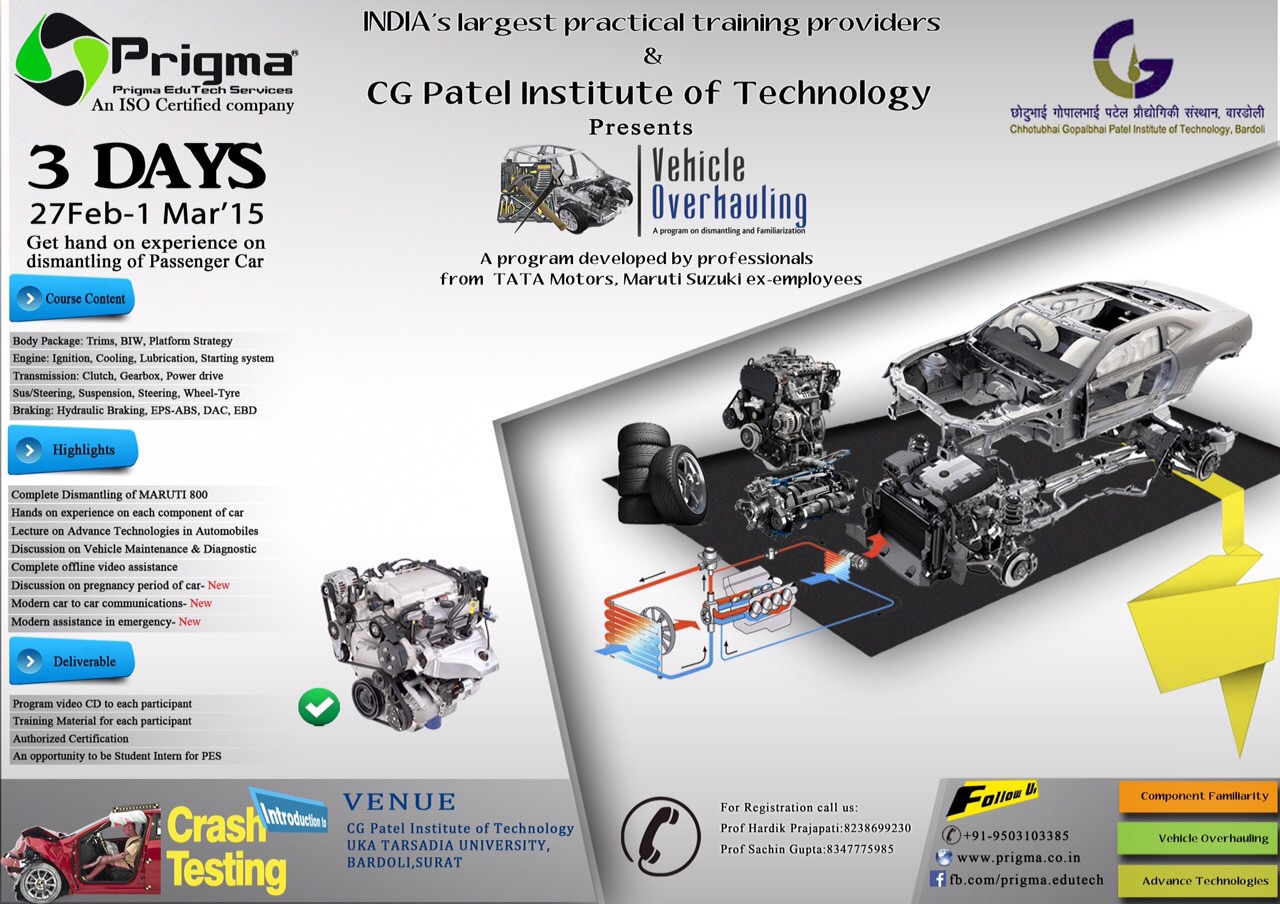 Prigma®
Prigma EduTech Services
An ISO Certified company
INDIA's largest practical training providers
&
CG Patel Institute of Technology
Presents
Vehicle
Overhauling
A program on dismantling and Familiarization
A program developed by professionals
from TATA Motors, Maruti Suzuki ex-employees
छोटुभाई गोपालभाई पटेल प्रौद्योगिकी संस्थान, बारडोली
Chhotubhai Gopalbhai Patel Institute of Technology, Bardoli
3 DAYS
27Feb-1 Mar'15
Get hand on experience on
dismantling of Passenger Car
Course Content
Body Package: Trims, BIW, Platform Strategy
Engine: Ignition, Cooling, Lubrication, Starting system
Transmission: Clutch, Gearbox, Power drive
Sus/Steering, Suspension, Steering, Wheel-Tyre
Braking: Hydraulic Braking, EPS-ABS, DAC, EBD
Highlights
Complete Dismantling of MARUTI 800
Hands on experience on each component of car
Lecture on Advance Technologies in Automobiles
Discussion on Vehicle Maintenance & Diagnostic
Complete offline video assistance
Discussion on pregnancy period of car- New
Modern car to car communications- New
Modern assistance in emergency- New
Deliverable
Program video CD to each participant
Training Material for each participant
Authorized Certification
An opportunity to be Student Intern for PES
Introduction to
Crash
Testing
VENUE
CG Patel Institute of Technology
UKA TARSADIA UNIVERSITY,
BARDOLI,SURAT
For Registration call us:
Prof Hardik Prajapati:8238699230
Prof Sachin Gupta:8347775985
Follow Us
+91-9503103385
www.prigma.co.in
fb.com/prigma.edutech
Component Familiarity
Vehicle Overhauling
Advance Technologies